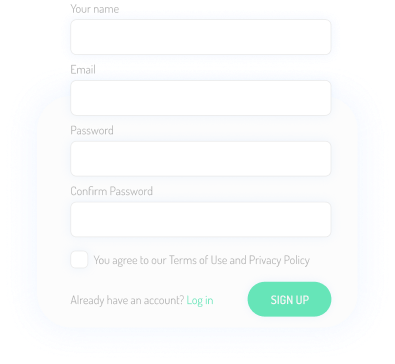 Your name
Email
Password
Confirm Password
You agree to our Terms of Use and Privacy Policy
Already have an account? Log in
SIGN UP